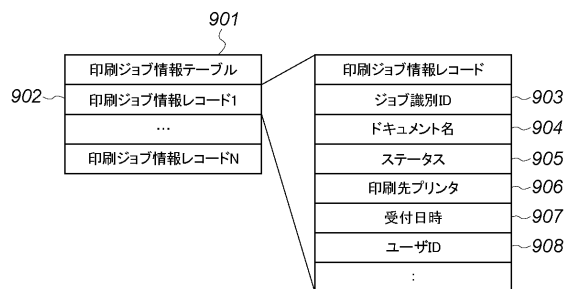 901
印刷ジョブ情報テーブル
902
印刷ジョブ情報レコード1
…
印刷ジョブ情報レコードN
印刷ジョブ情報レコード
ジョブ識別ID
903
ドキュメント名
904
ステータス
905
印刷先プリンタ
906
受付日時
907
ユーザID
908
: